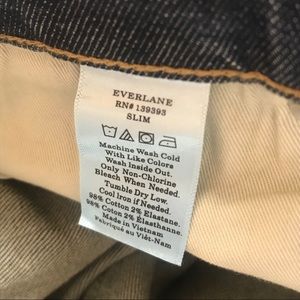 EVERLANE
RN# 139393
SLIM
Machine Wash Cold
With Like Colors
Wash Inside Out.
Only Non-Chlorine
Bleach When Needed.
Tumble Dry Low.
Cool Iron if Needed.
98% Cotton 2% Elastane.
98% Cotton 2% Élasthanne.
Made in Vietnam
Fabriqué au Viêt-Nam